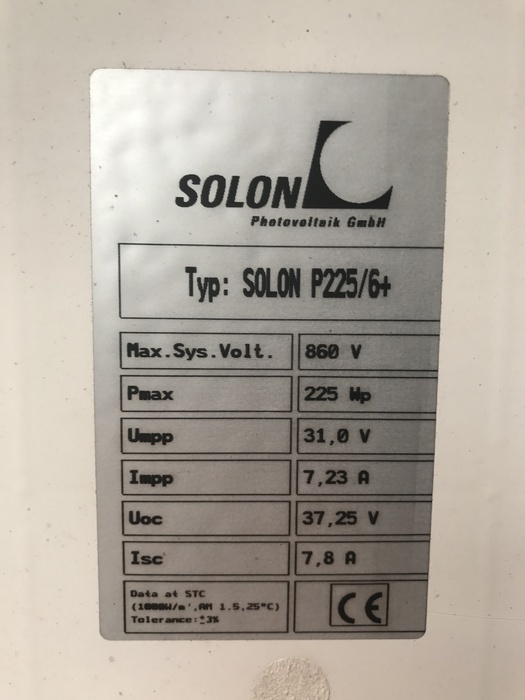 SOLON
Photovoltaik GmbH
Typ: SOLON P225/6+
Max.Sys.Volt. 860 V
Pmax 225 Wp
Umpp 31,0 V
Impp 7,23 A
Uoc 37,25 V
Isc 7,8 A
Data at STC
(1000W/m², AM 1.5,25°C)
Tolerance:±3%
CE